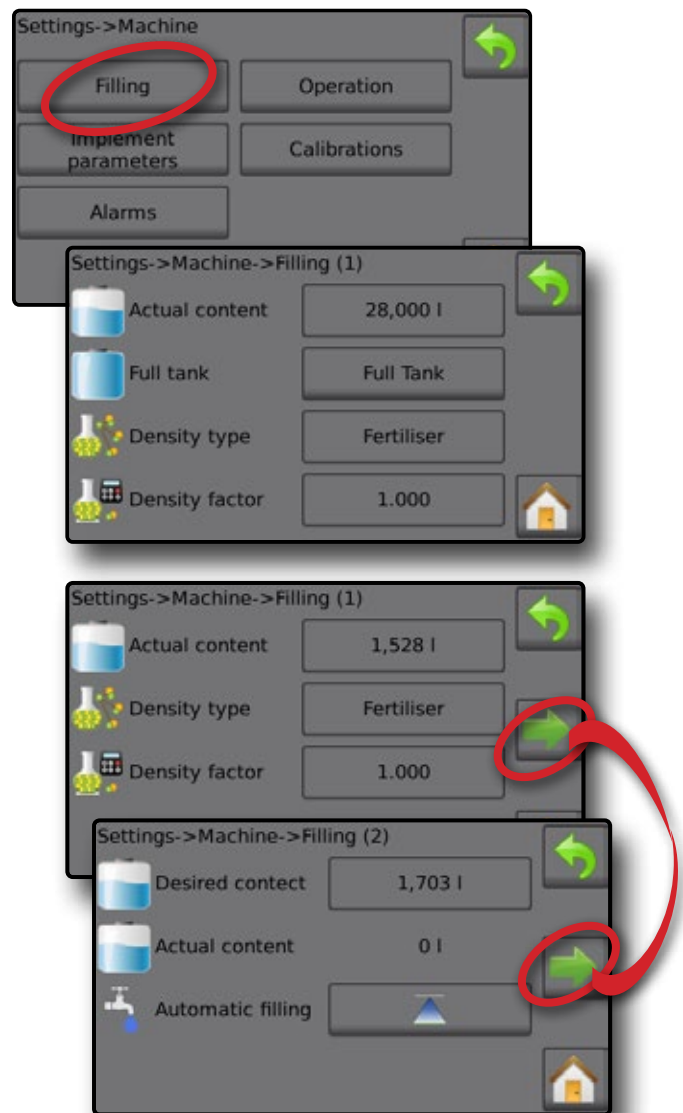 Settings->Machine
Filling
Operation
Implement
parameters
Calibrations
Alarms
Settings->Machine->Filling (1)
Actual content
28,000 l
Full tank
Full Tank
Density type
Fertiliser
Density factor
1.000
Settings->Machine->Filling (1)
Actual content
1,528 l
Density type
Fertiliser
Density factor
1.000
Settings->Machine->Filling (2)
Desired contect
1,703 l
Actual content
0 l
Automatic filling